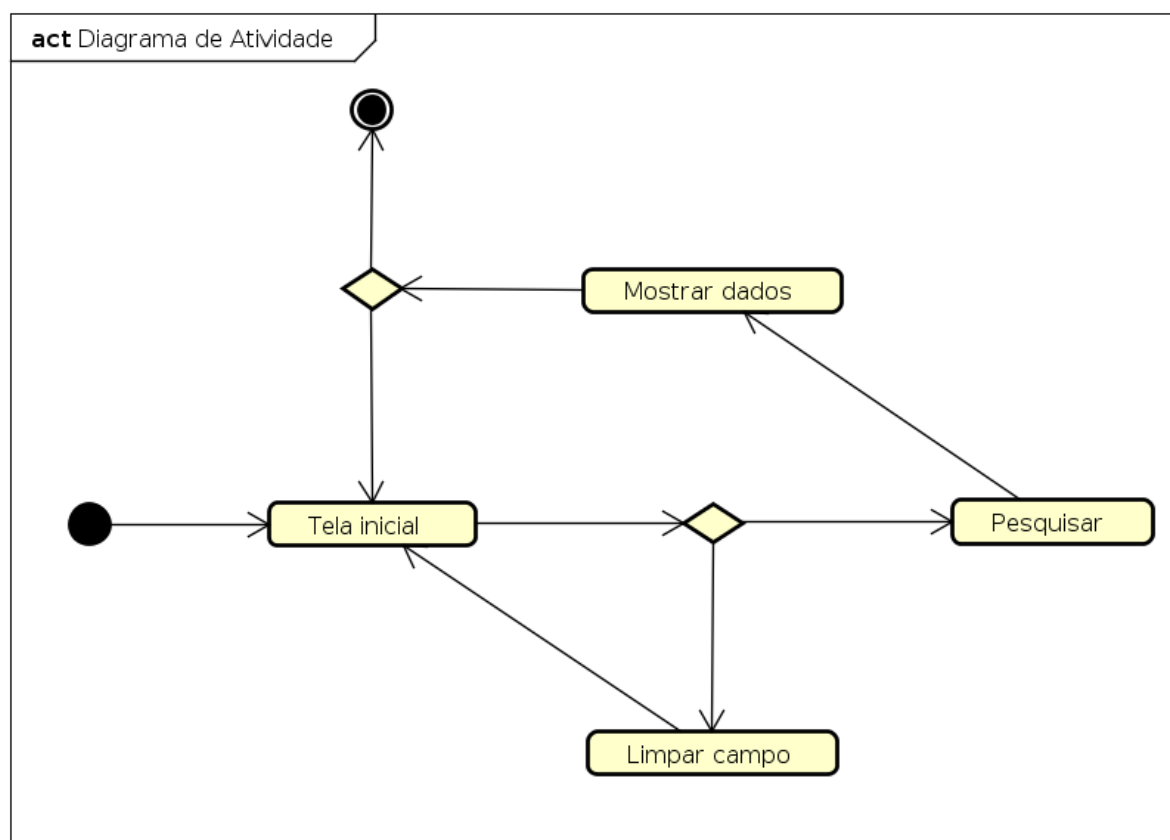 act Diagrama de Atividade
Mostrar dados
Tela inicial
Pesquisar
Limpar campo